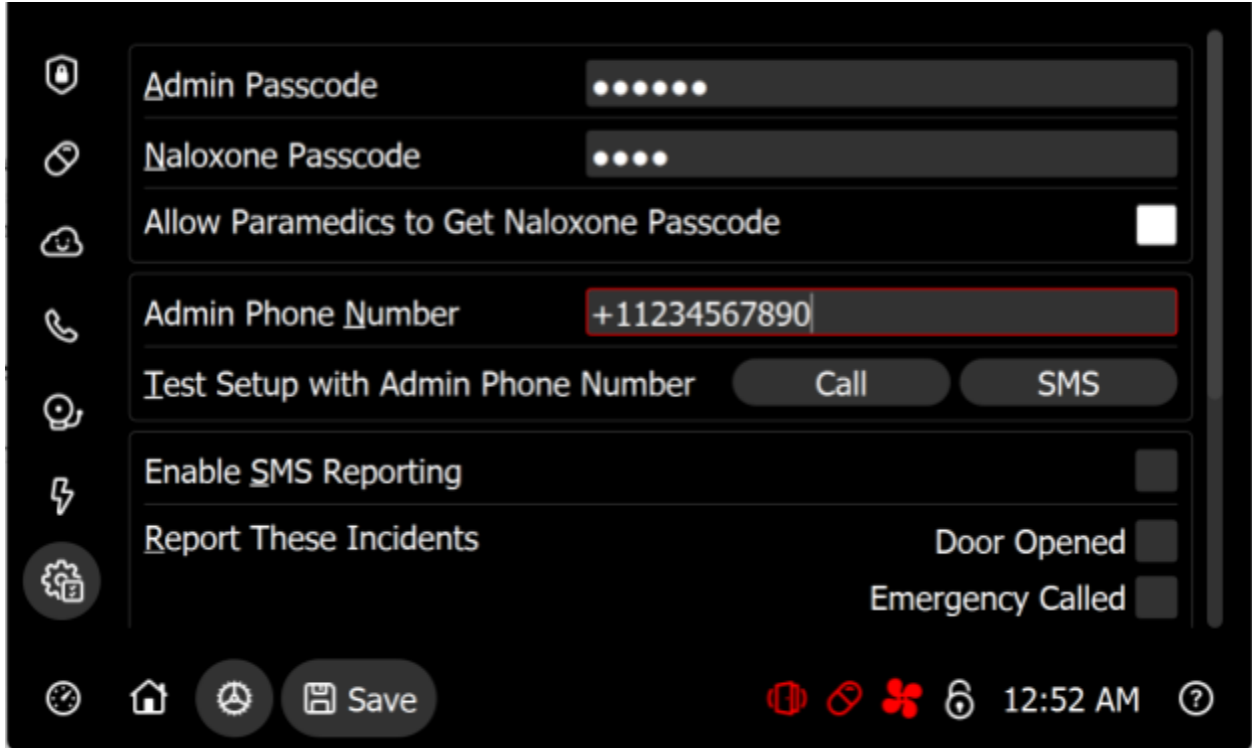 Admin Passcode ●●●●●●
Naloxone Passcode ●●●●
Allow Paramedics to Get Naloxone Passcode
Admin Phone Number +11234567890
Test Setup with Admin Phone Number Call SMS
Enable SMS Reporting
Report These Incidents Door Opened
Emergency Called
Save 12:52 AM ?